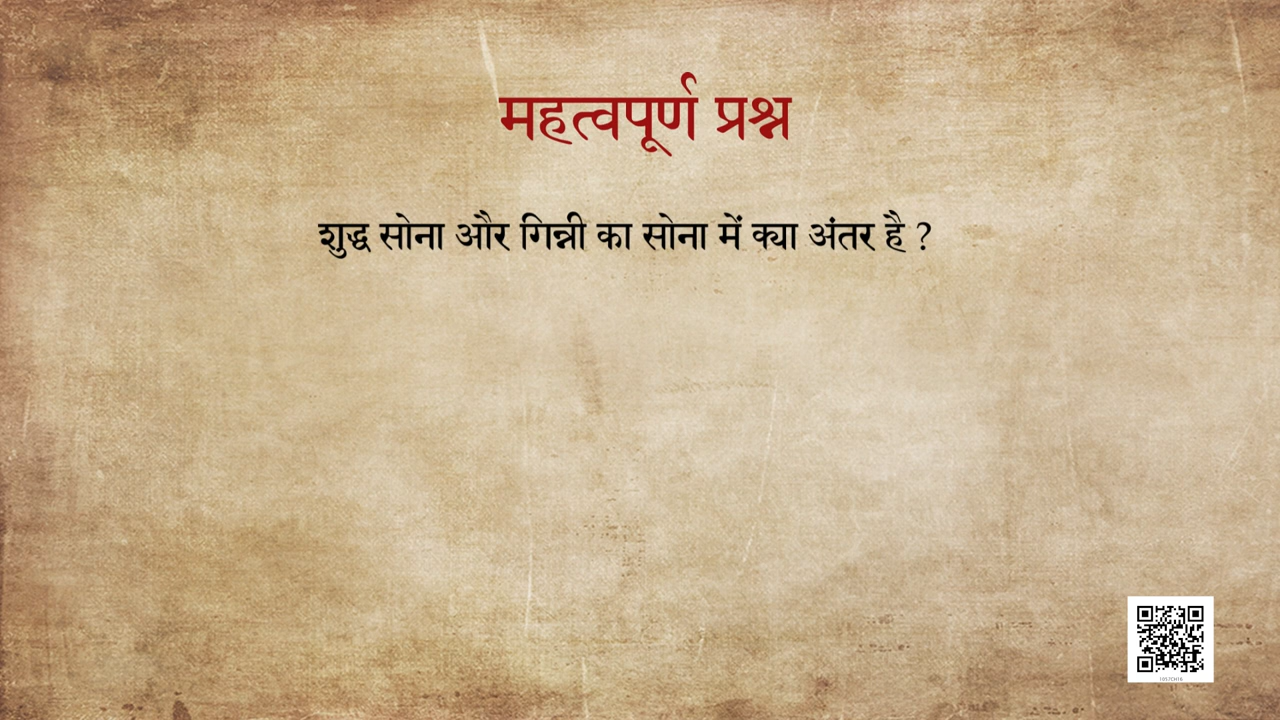 महत्वपूर्ण प्रश्न
शुद्ध सोना और गिन्नी का सोना में क्या अंतर है ?